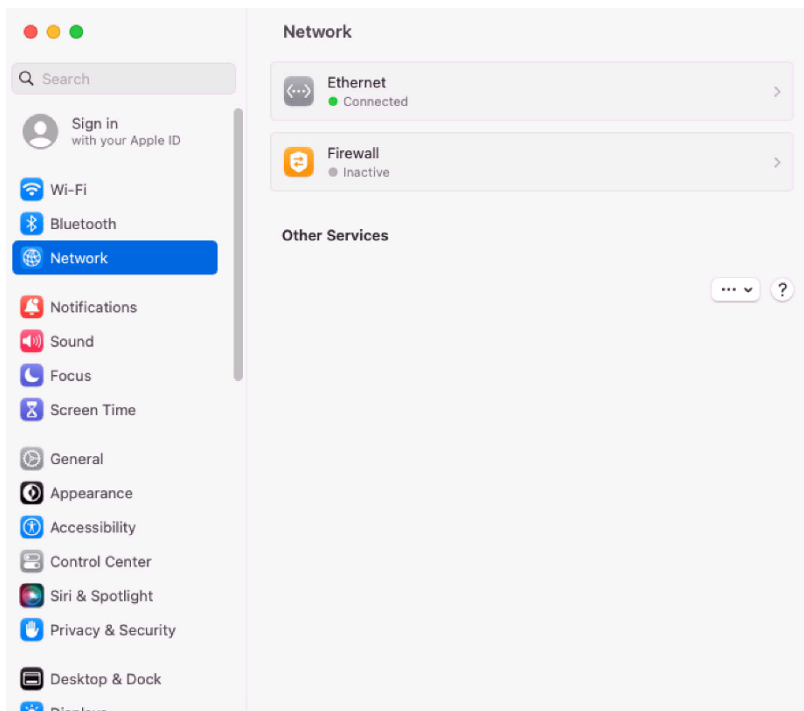 Search
Sign in
with your Apple ID
Wi-Fi
Bluetooth
Network
Notifications
Sound
Focus
Screen Time
General
Appearance
Accessibility
Control Center
Siri & Spotlight
Privacy & Security
Desktop & Dock
Displays
Network
Ethernet
Connected
Firewall
Inactive
Other Services
... 
?